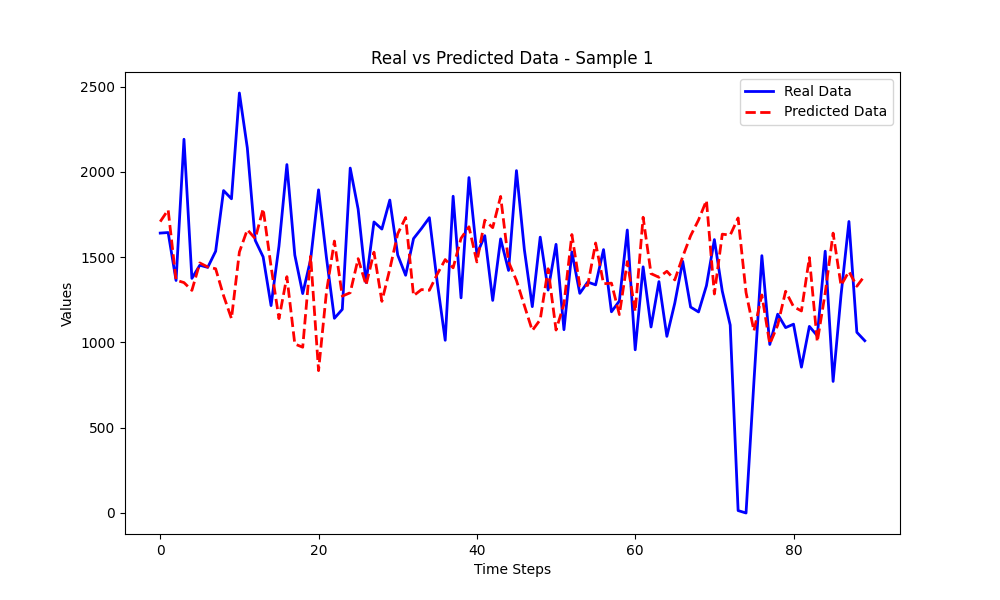 Real vs Predicted Data - Sample 1
Real Data
Predicted Data
2500
2000
1500
1000
500
0
Values
0 20 40 60 80
Time Steps